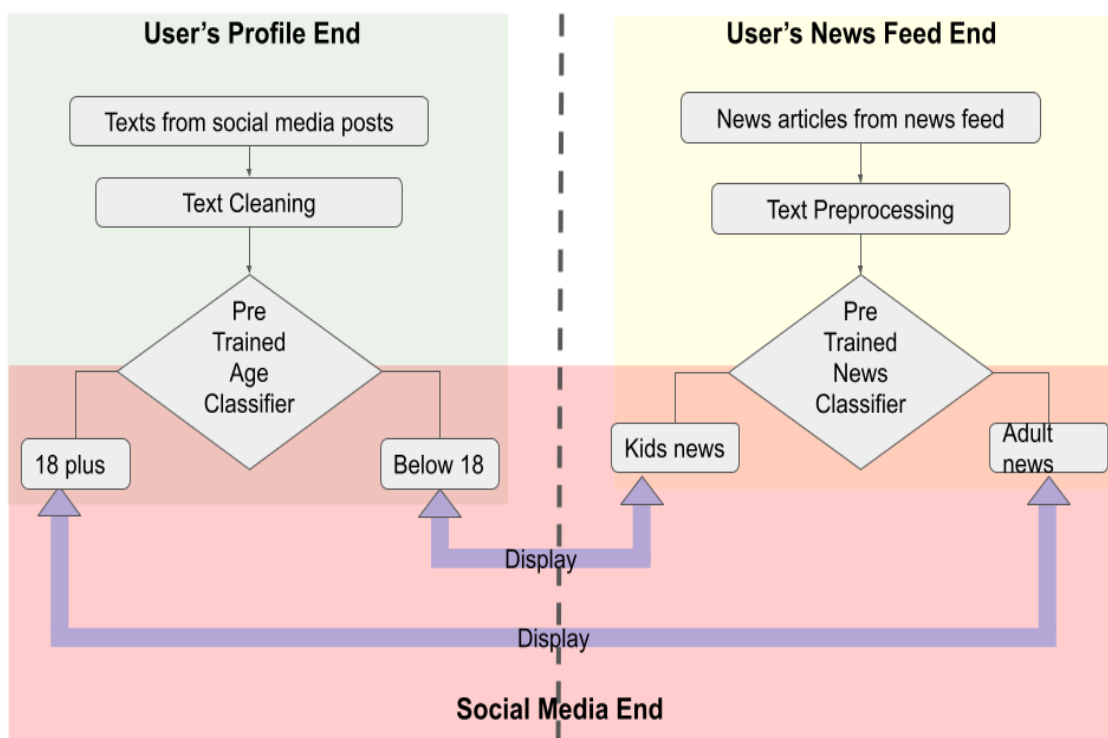 User's Profile End
Texts from social media posts
Text Cleaning
Pre
Trained
Age
Classifier
18 plus
Below 18
User's News Feed End
News articles from news feed
Text Preprocessing
Pre
Trained
News
Classifier
Kids news
Adult
news
Display
Display
Social Media End